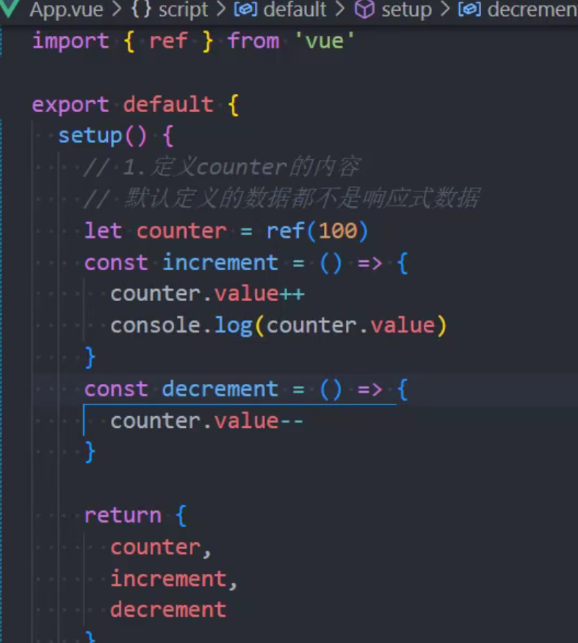 App.vue > {} script > default > setup > decremen
import { ref } from 'vue'
export default {
setup() {
// 1.定义counter的内容
// 默认定义的数据都不是响应式数据
let counter = ref(100)
const increment = () => {
counter.value++
console.log(counter.value)
}
const decrement = () => {
counter.value--
}
return {
counter,
increment,
decrement
}